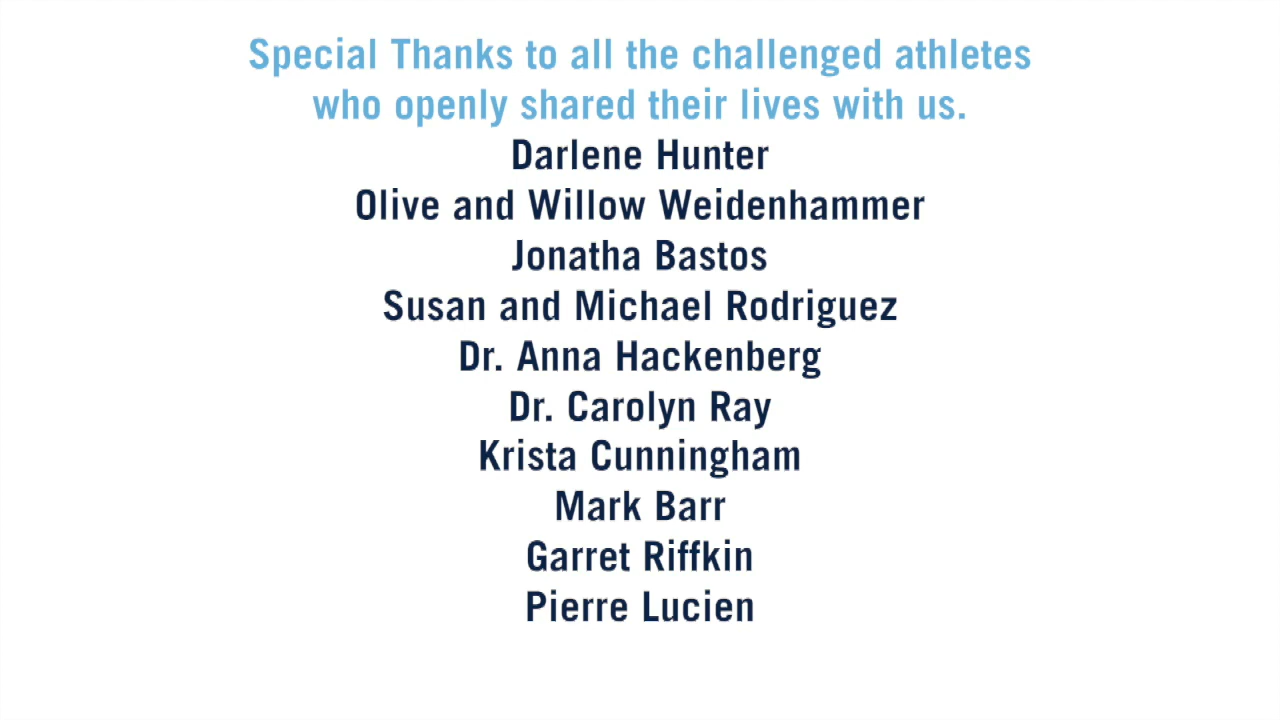 Special Thanks to all the challenged athletes
who openly shared their lives with us.
Darlene Hunter
Olive and Willow Weidenhammer
Jonatha Bastos
Susan and Michael Rodriguez
Dr. Anna Hackenberg
Dr. Carolyn Ray
Krista Cunningham
Mark Barr
Garret Riffkin
Pierre Lucien